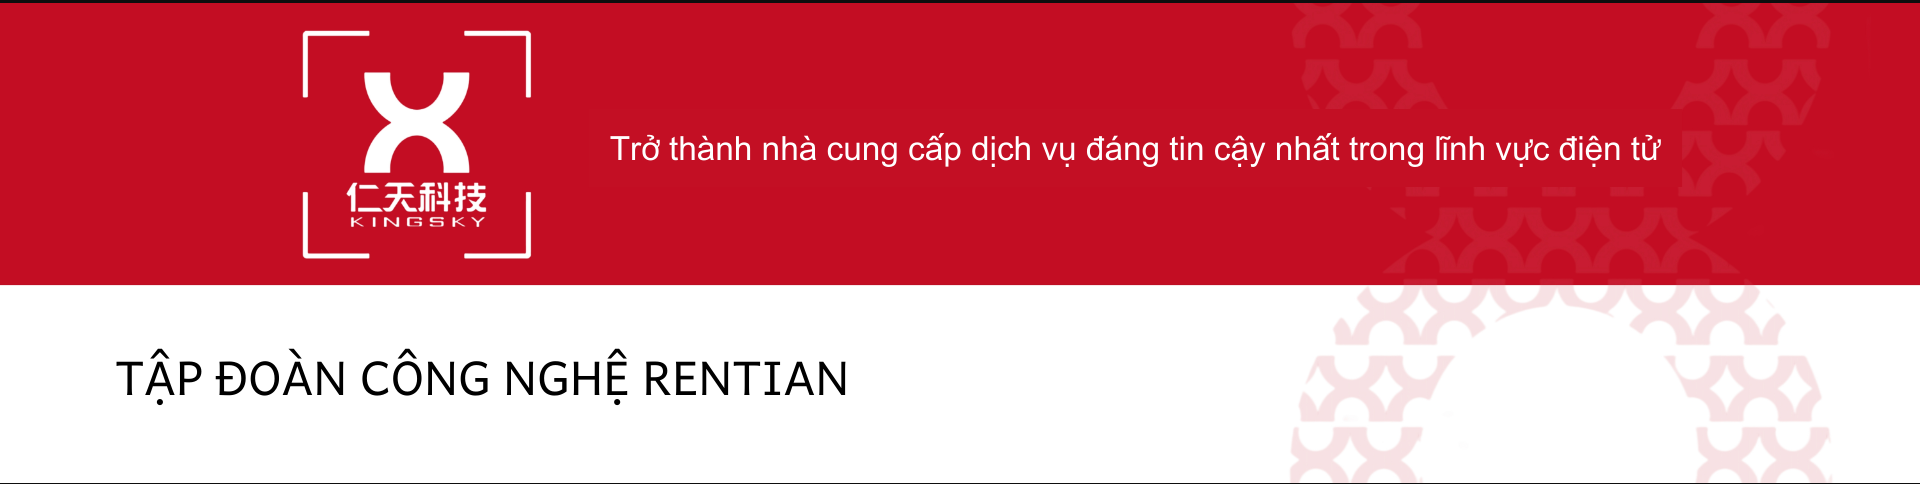 仁天科技
KINGSKY
Trở thành nhà cung cấp dịch vụ đáng tin cậy nhất trong lĩnh vực điện tử
TẬP ĐOÀN CÔNG NGHỆ RENTIAN